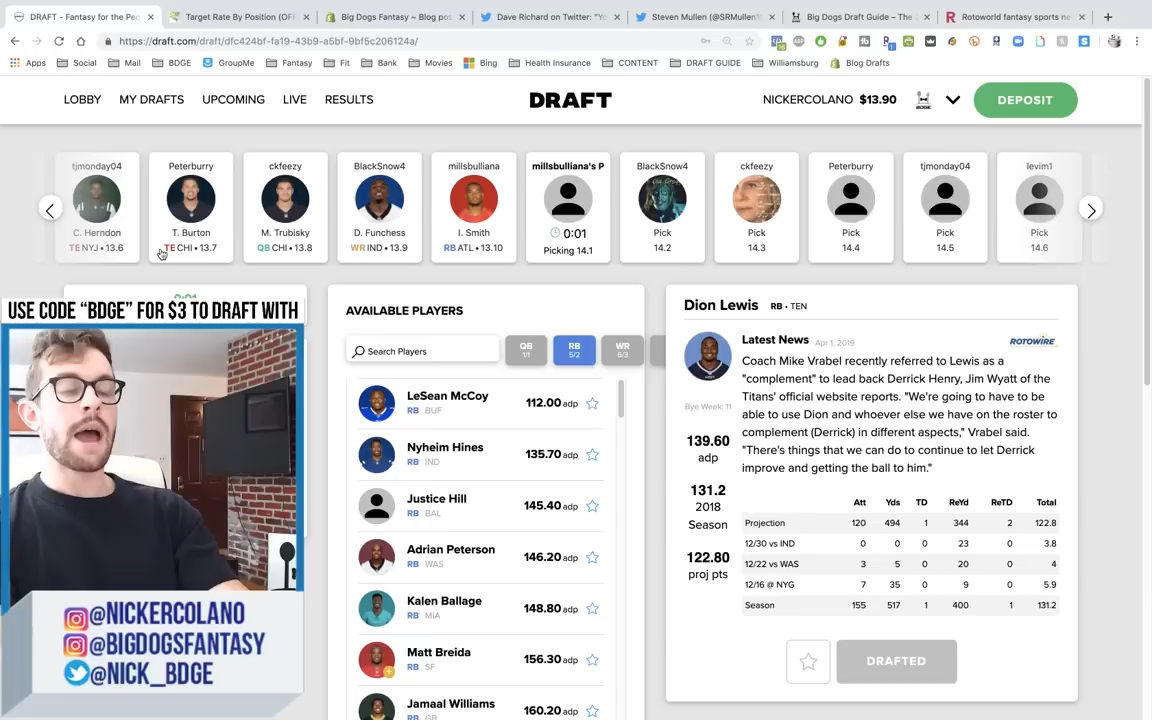 DRAFT - Fantasy for the Pe
Target Rate By Position (OFF
Big Dogs Fantasy – Blog pos
Dave Richard on Twitter: "Yo
Steven Mullen (@SRMullen1
Big Dogs Draft Guide – The
Rotoworld fantasy sports ne
https://draft.com/draft/dfc424bf-fa19-43b9-a5bf-9bf5c206124a/
Apps Social Mail BDGE GroupMe Fantasy Fit Bank Movies Bing Health Insurance CONTENT DRAFT GUIDE Williamsburg Blog Drafts
LOBBY MY DRAFTS UPCOMING LIVE RESULTS
DRAFT
NICKERCOLANO $13.90
DEPOSIT
tjmonday04 Peterburry ckfeezy BlackSnow4 millsbulliana millsbulliana's P BlackSnow4 ckfeezy Peterburry tjmonday04 levim1
C. Herndon T. Burton M. Trubisky D. Funchess I. Smith 0:01 Pick Pick Pick Pick Pick
TE NYJ • 13.6 TE CHI • 13.7 QB CHI • 13.8 WR IND • 13.9 RB ATL • 13.10 Picking 14.1 14.2 14.3 14.4 14.5 14.6
USE CODE "BDGE" FOR $3 TO DRAFT WITH
@NICKERCOLANO
@BIGDOGSFANTASY
@NICK_BDGE
AVAILABLE PLAYERS
Search Players
QB 1/1
RB 5/2
WR 6/3
LeSean McCoy 112.00 adp
RB BUF
Nyheim Hines 135.70 adp
RB IND
Justice Hill 145.40 adp
RB BAL
Adrian Peterson 146.20 adp
RB WAS
Kalen Ballage 148.80 adp
RB MIA
Matt Breida 156.30 adp
RB SF
Jamaal Williams 160.20 adp
RB GB
Dion Lewis RB • TEN
Latest News Apr 1, 2019
ROTOWIRE
Coach Mike Vrabel recently referred to Lewis as a
"complement" to lead back Derrick Henry, Jim Wyatt of the
Titans' official website reports. "We're going to have to be
able to use Dion and whoever else we have on the roster to
complement (Derrick) in different aspects," Vrabel said.
"There's things that we can do to continue to let Derrick
improve and getting the ball to him."
Bye Week: 11
139.60
adp
131.2
2018
Season
122.80
proj pts
Att Yds TD ReYd ReTD Total
Projection 120 494 1 344 2 122.8
12/30 vs IND 0 0 0 23 0 3.8
12/22 vs WAS 3 5 0 20 0 4
12/16 @ NYG 7 35 0 9 0 5.9
Season 155 517 1 400 1 131.2
DRAFTED